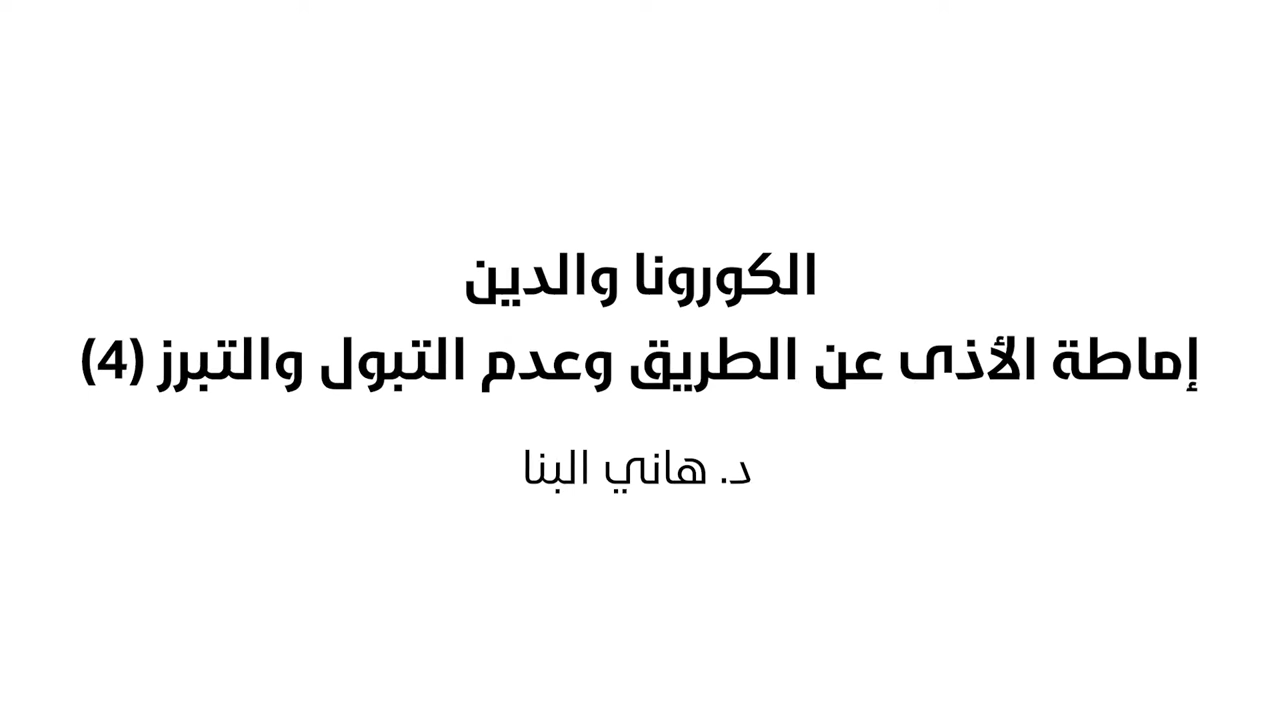 الكورونا والدين
إماطة الأذى عن الطريق وعدم التبول والتبرز (4)
د. هاني البنا